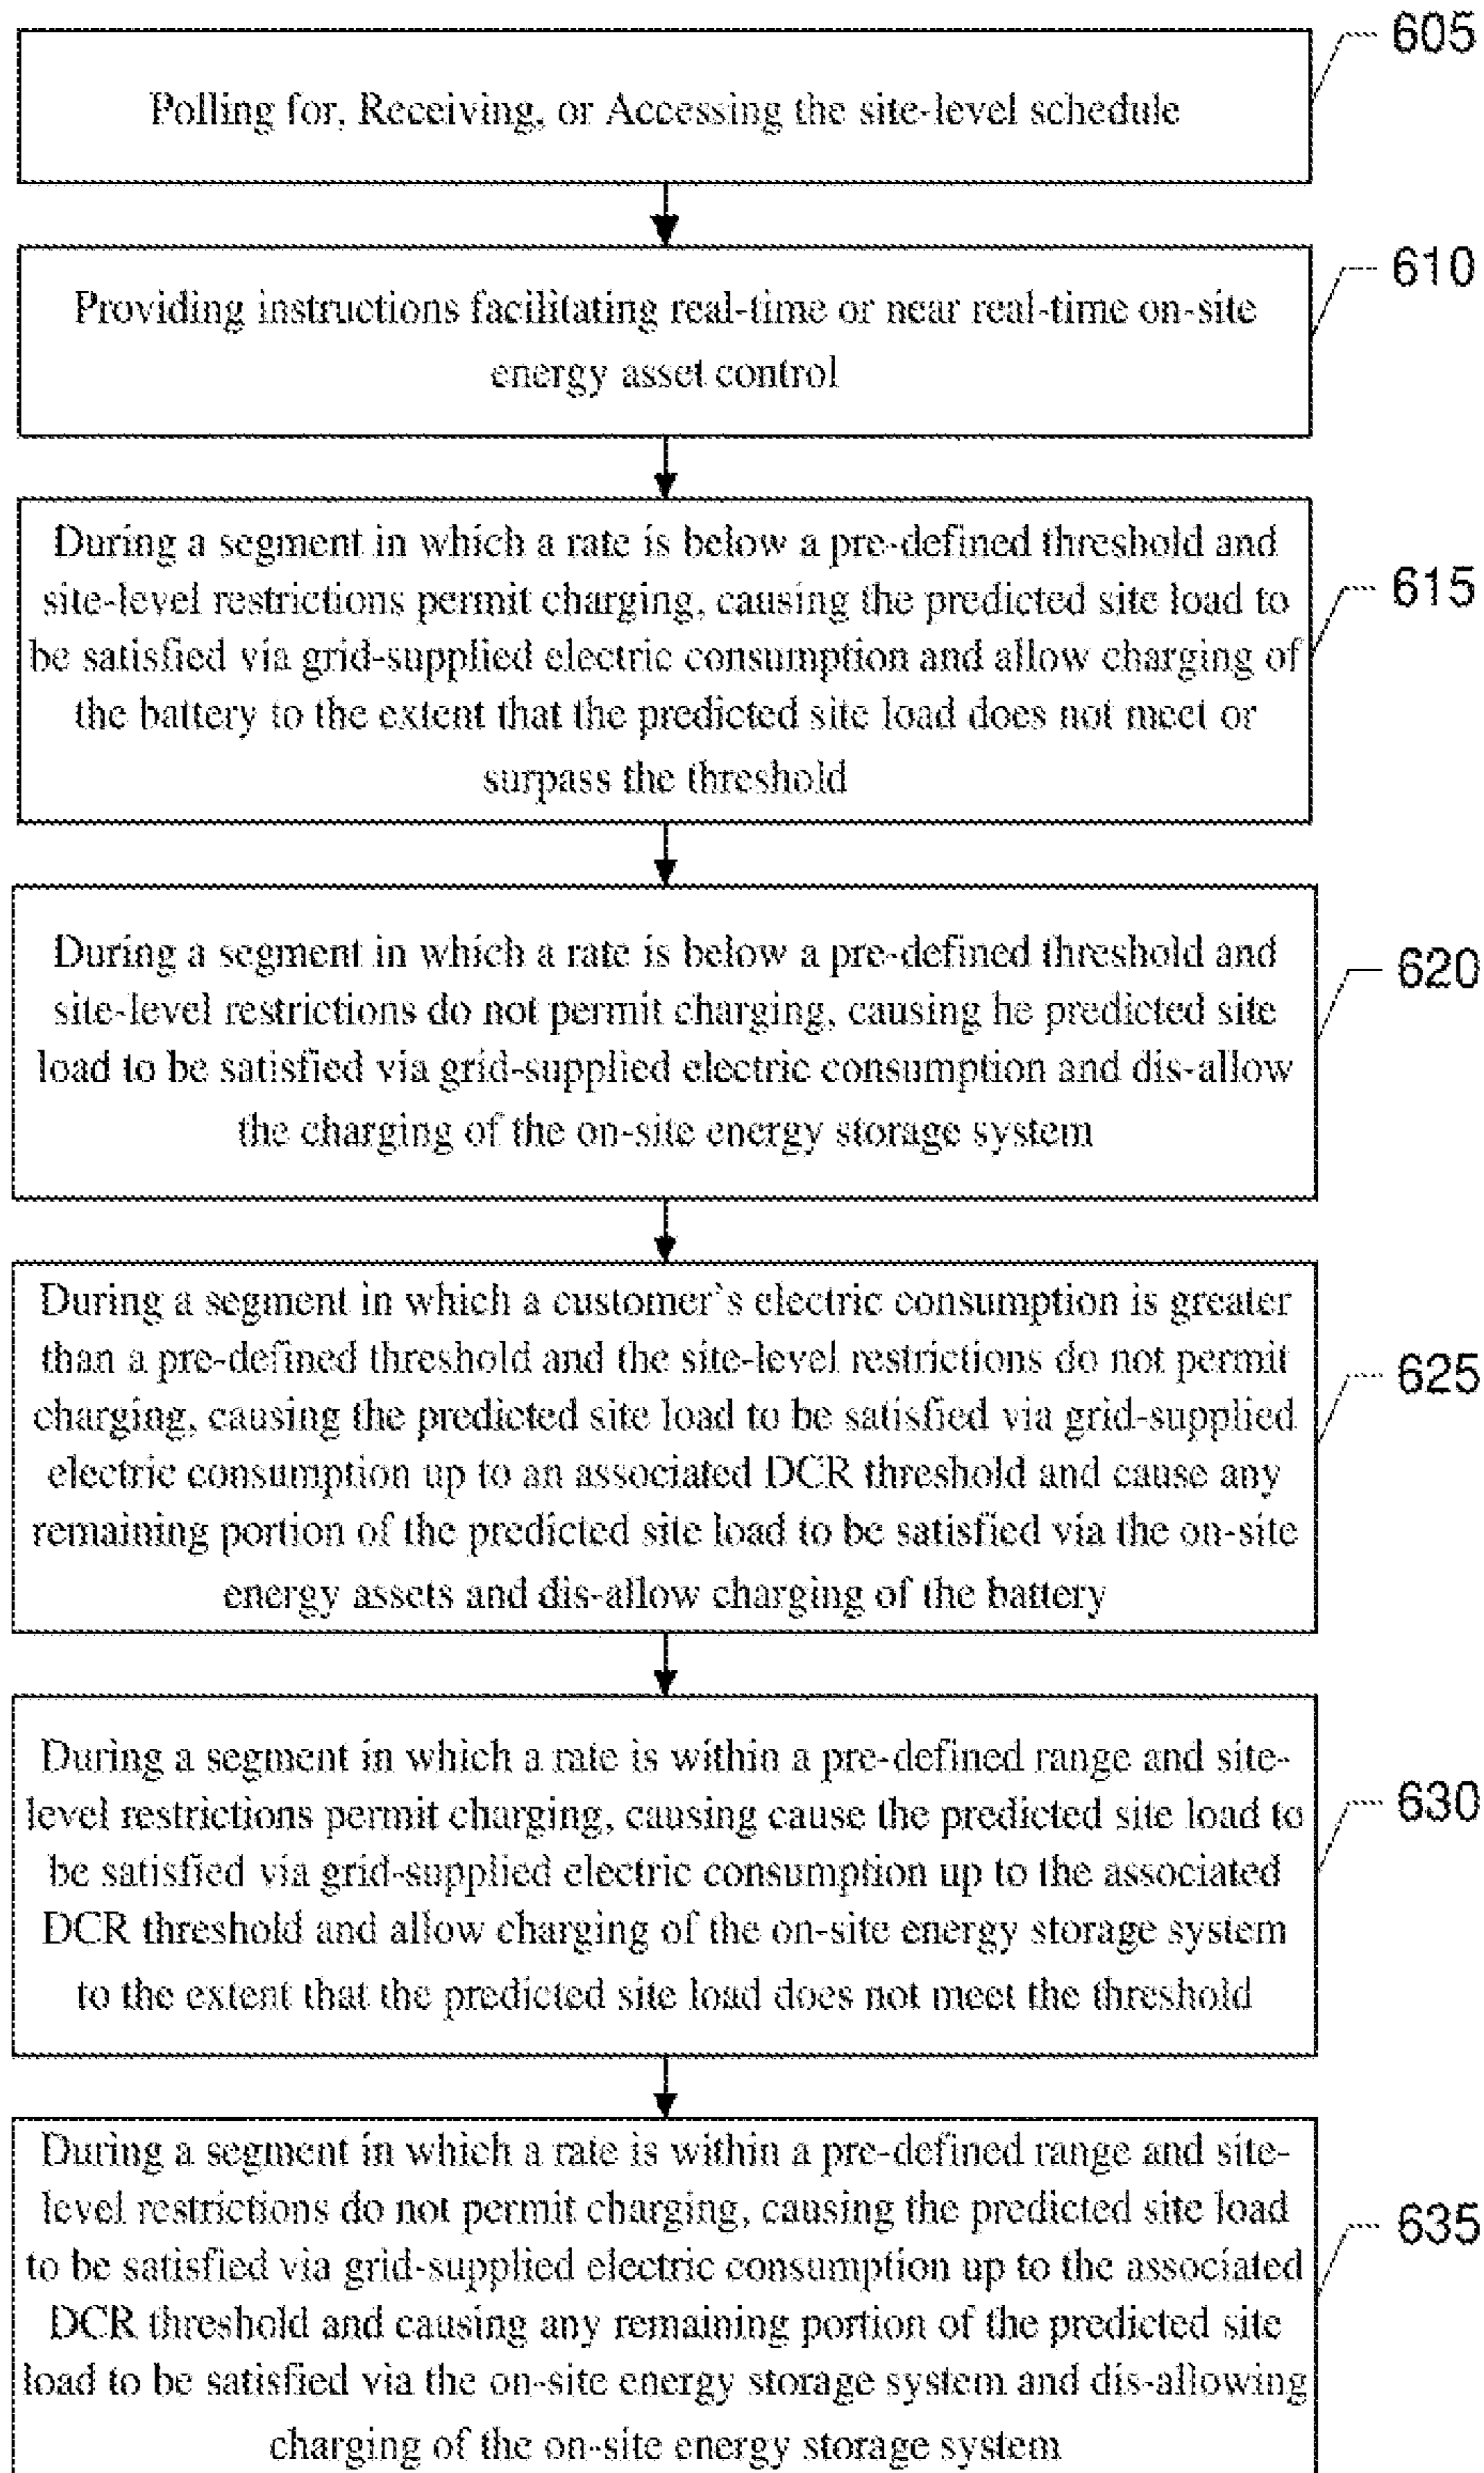 605
Polling for, Receiving, or Accessing the site-level schedule
610
Providing instructions facilitating real-time or near real-time on-site
energy asset control
615
During a segment in which a rate is below a pre-defined threshold and
site-level restrictions permit charging, causing the predicted site load to
be satisfied via grid-supplied electric consumption and allow charging of
the battery to the extent that the predicted site load does not meet or
surpass the threshold
620
During a segment in which a rate is below a pre-defined threshold and
site-level restrictions do not permit charging, causing he predicted site
load to be satisfied via grid-supplied electric consumption and dis-allow
the charging of the on-site energy storage system
625
During a segment in which a customer's electric consumption is greater
than a pre-defined threshold and the site-level restrictions do not permit
charging, causing the predicted site load to be satisfied via grid-supplied
electric consumption up to an associated DCR threshold and cause any
remaining portion of the predicted site load to be satisfied via the on-site
energy assets and dis-allow charging of the battery
630
During a segment in which a rate is within a pre-defined range and site-
level restrictions permit charging, causing cause the predicted site load to
be satisfied via grid-supplied electric consumption up to the associated
DCR threshold and allow charging of the on-site energy storage system
to the extent that the predicted site load does not meet the threshold
635
During a segment in which a rate is within a pre-defined range and site-
level restrictions do not permit charging, causing the predicted site load
to be satisfied via grid-supplied electric consumption up to the associated
DCR threshold and causing any remaining portion of the predicted site
load to be satisfied via the on-site energy storage system and dis-allowing
charging of the on-site energy storage system